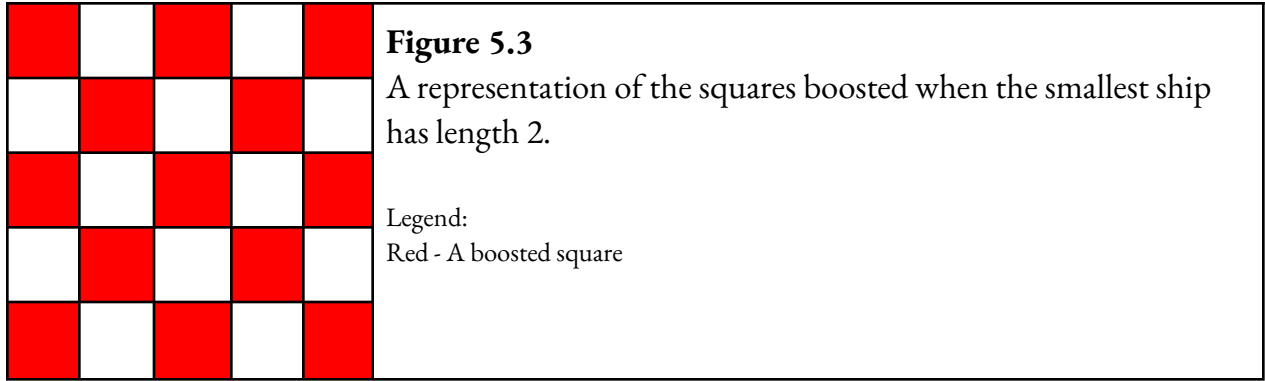 Figure 5.3
A representation of the squares boosted when the smallest ship
has length 2.
Legend:
Red - A boosted square